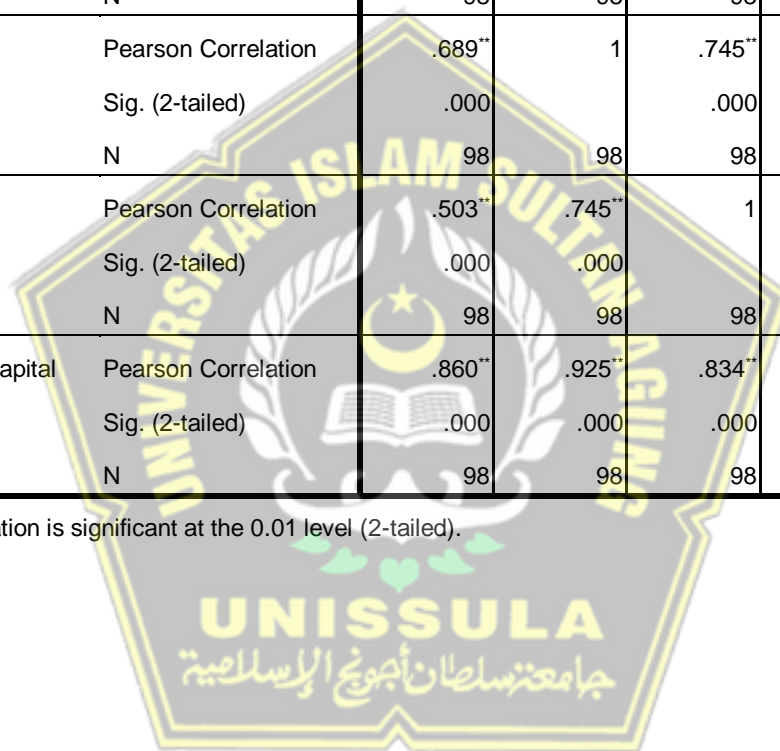 N 98 98 98
Pearson Correlation .689** 1 .745**
Sig. (2-tailed) .000 .000
N 98 98 98
Pearson Correlation .503** .745** 1
Sig. (2-tailed) .000 .000
N 98 98 98
apital Pearson Correlation .860** .925** .834**
Sig. (2-tailed) .000 .000 .000
N 98 98 98
tion is significant at the 0.01 level (2-tailed).
UNIVERSITAS ISLAM SULTAN AGUNG
UNISSULA
جامعة سلطان أجونج الإسلامية